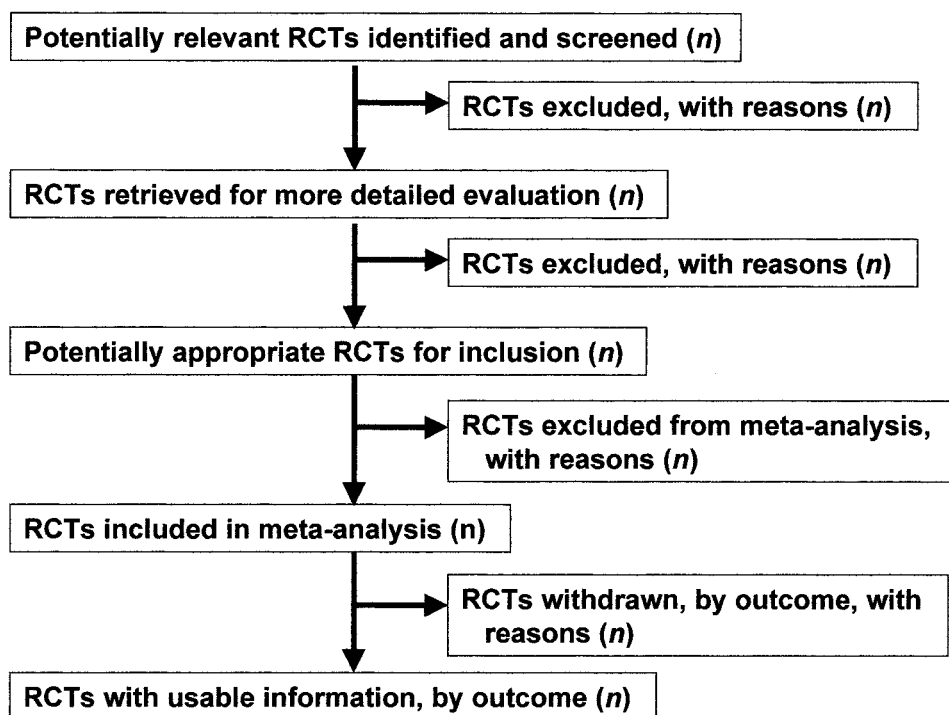 Potentially relevant RCTs identified and screened (n)
RCTs excluded, with reasons (n)
RCTs retrieved for more detailed evaluation (n)
RCTs excluded, with reasons (n)
Potentially appropriate RCTs for inclusion (n)
RCTs excluded from meta-analysis,
with reasons (n)
RCTs included in meta-analysis (n)
RCTs withdrawn, by outcome, with
reasons (n)
RCTs with usable information, by outcome (n)